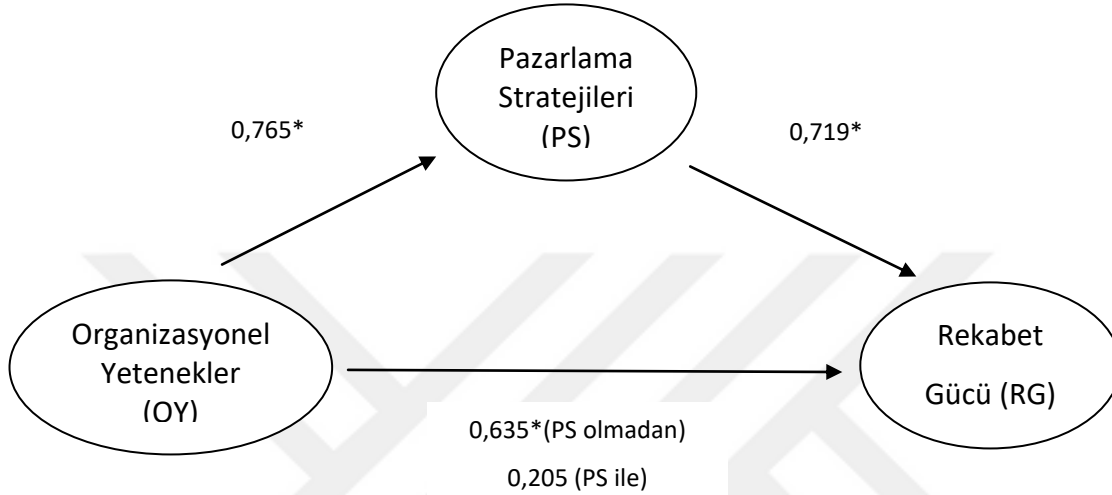 Pazarlama
Stratejileri
(PS)
0,765*
0,719*
Organizasyonel
Yetenekler
(OY)
Rekabet
Gücü (RG)
0,635*(PS olmadan)
0,205 (PS ile)